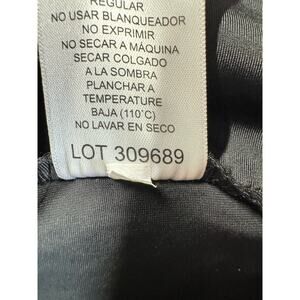 REGULAR
NO USAR BLANQUEADOR
NO EXPRIMIR
NO SECAR A MÁQUINA
SECAR COLGADO
A LA SOMBRA
PLANCHAR A
TEMPERATURE
BAJA (110°C)
NO LAVAR EN SECO
LOT 309689